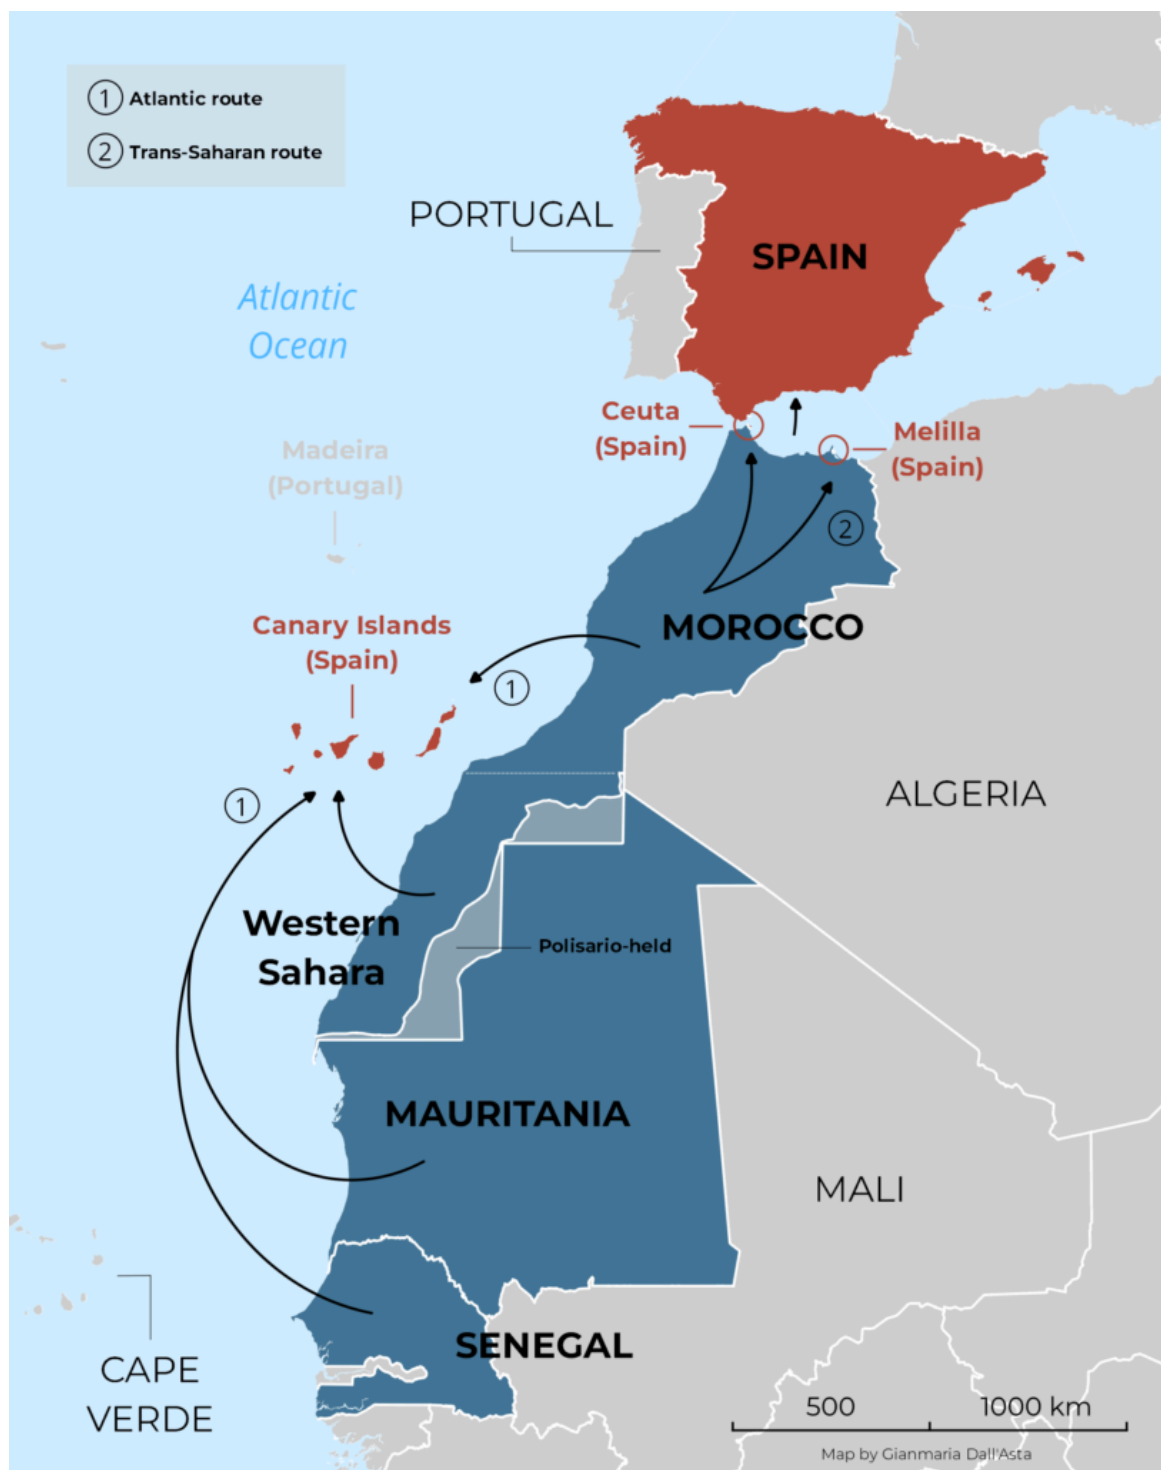 1 Atlantic route
2 Trans-Saharan route
PORTUGAL
SPAIN
Atlantic
Ocean
Ceuta
(Spain)
Melilla
(Spain)
Madeira
(Portugal)
2
Canary Islands
(Spain)
MOROCCO
1
ALGERIA
1
Western
Sahara
Polisario-held
MAURITANIA
MALI
SENEGAL
CAPE
VERDE
500 1000 km
Map by Gianmaria Dall'Asta